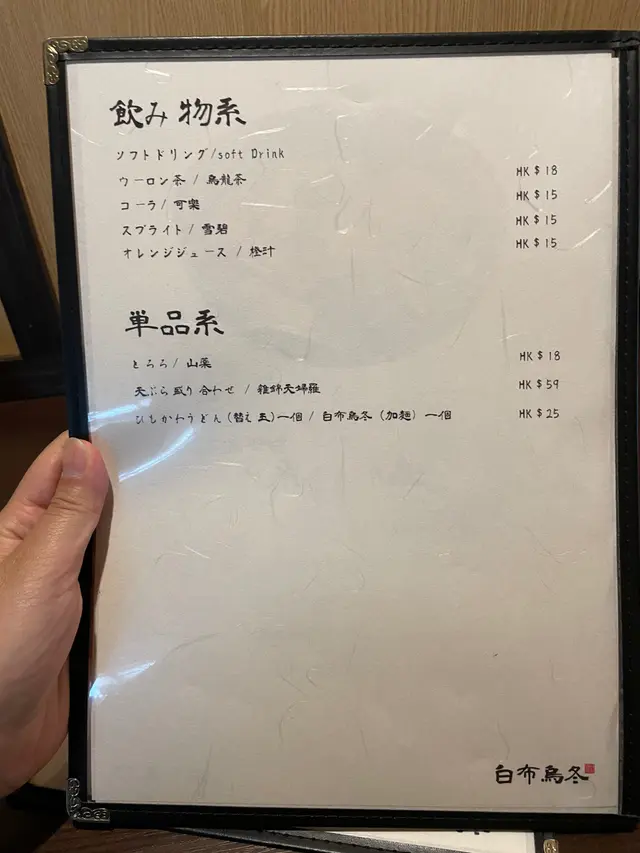 飲み物系
ソフトドリング/soft Drink
ウーロン茶 / 烏龍茶 HK $ 18
コーラ / 可樂 HK $ 15
スプライト / 雪碧 HK $ 15
オレンジジュース / 橙汁 HK $ 15
単品系
とろろ / 山薬 HK $ 18
天ぷら盛り合わせ / 雜錦天婦羅 HK $ 59
ひもかわうどん (替え玉)一個 / 白布烏冬 (加麵) 一個 HK $ 25
白布烏冬